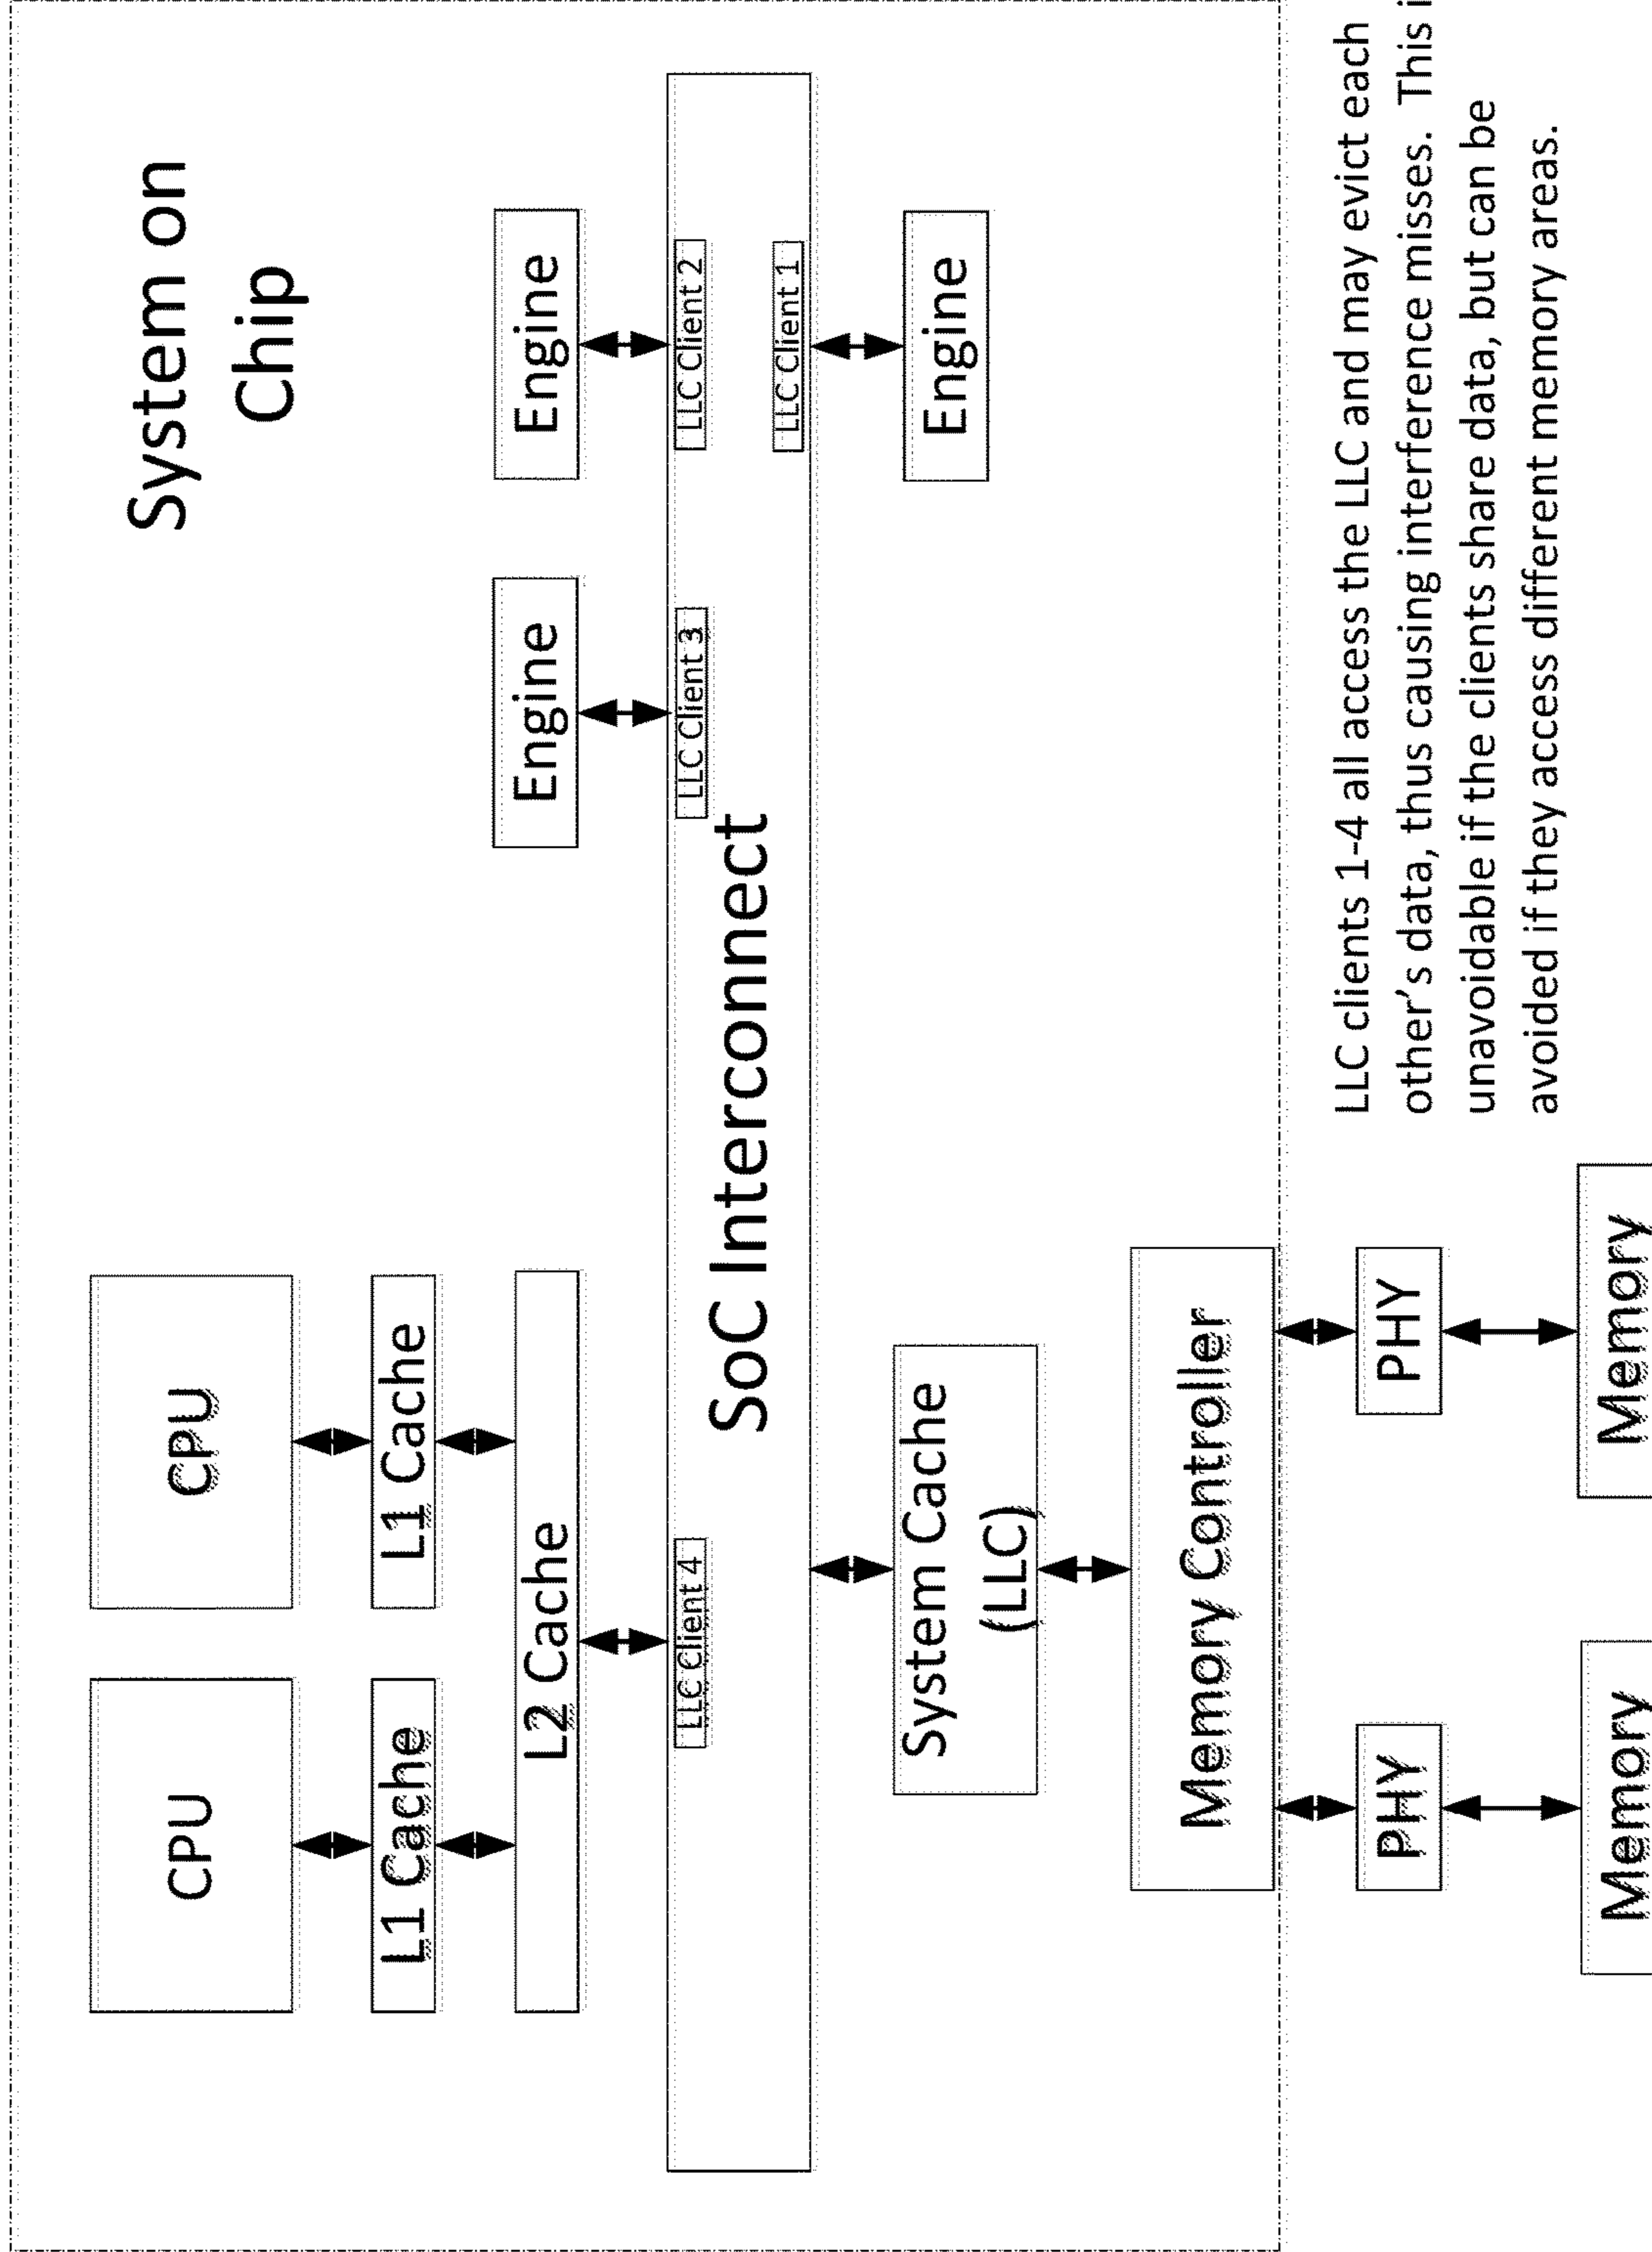 CPU
CPU
System on
Chip
L1 Cache
L1 Cache
L2 Cache
Engine
Engine
LLC Client 4
LLC Client 3
LLC Client 2
SoC Interconnect
LLC Client 1
System Cache
(LLC)
Engine
Memory Controller
PHY
PHY
Memory
Memory
LLC clients 1-4 all access the LLC and may evict each
other's data, thus causing interference misses.  This i
unavoidable if the clients share data, but can be
avoided if they access different memory areas.